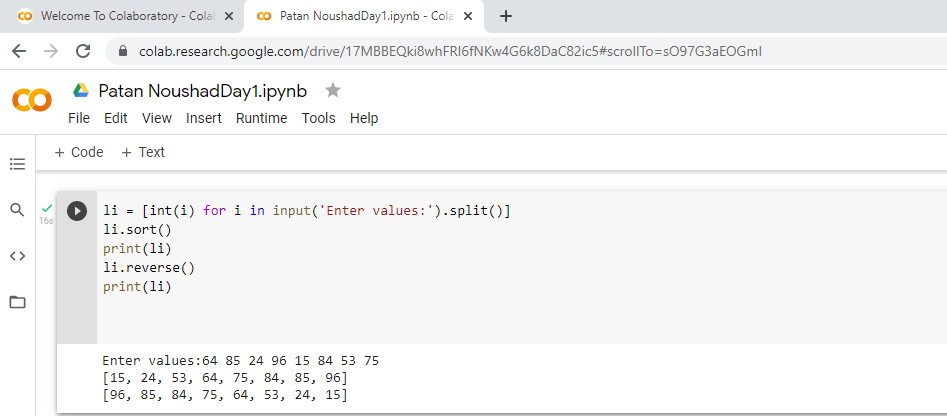 Welcome To Colaboratory - Cola
Patan NoushadDay1.ipynb - Cola
colab.research.google.com/drive/17MBBEQki8whFRI6fNKw4G6k8DaC82ic5#scrollTo=sO97G3aEOGmI
Patan NoushadDay1.ipynb
File Edit View Insert Runtime Tools Help
+ Code + Text
16s
li = [int(i) for i in input('Enter values:').split()]
li.sort()
print(li)
li.reverse()
print(li)
Enter values:64 85 24 96 15 84 53 75
[15, 24, 53, 64, 75, 84, 85, 96]
[96, 85, 84, 75, 64, 53, 24, 15]